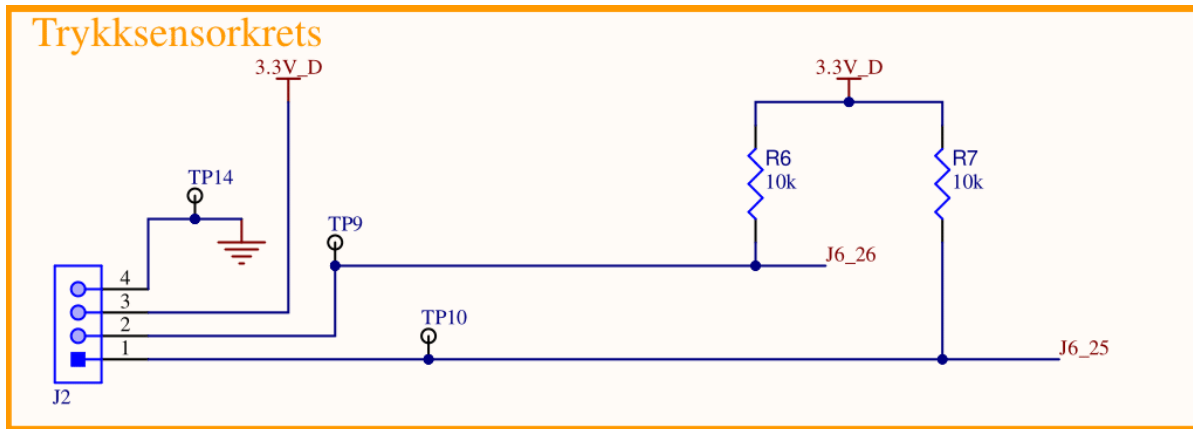 Trykksensorkrets
3.3V_D
3.3V_D
R6
10k
R7
10k
TP14
TP9
J6_26
4
3
2
1
TP10
J6_25
J2